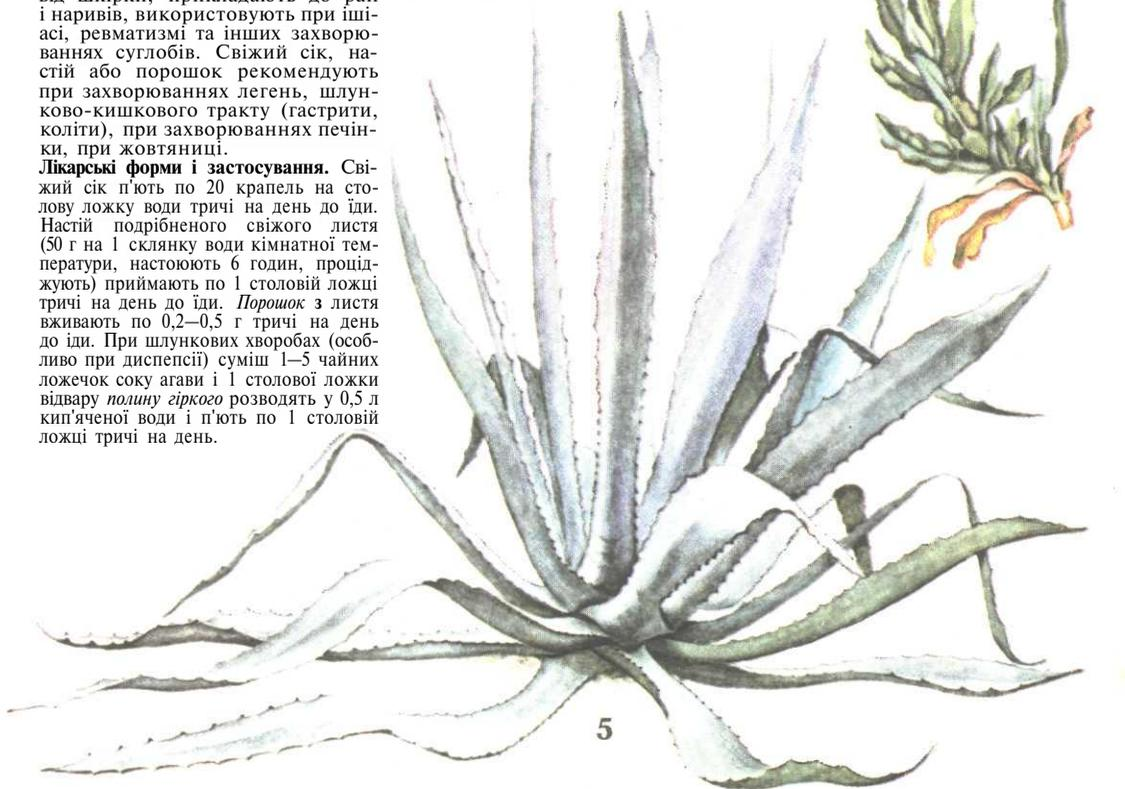 і наривів, використовують при іші-
асі, ревматизмі та інших захворю-
ваннях суглобів. Свіжий сік, на-
стій або порошок рекомендують
при захворюваннях легень, шлун-
ково-кишкового тракту (гастрити,
коліти), при захворюваннях печін-
ки, при жовтяниці.
Лікарські форми і застосування. Сві-
жий сік п'ють по 20 крапель на сто-
лову ложку води тричі на день до їди.
Настій подрібненого свіжого листя
(50 г на 1 склянку води кімнатної тем-
ператури, настоюють 6 годин, процід-
жують) приймають по 1 столовій ложці
тричі на день до їди. Порошок з листя
вживають по 0,2—0,5 г тричі на день
до іди. При шлункових хворобах (особ-
ливо при диспепсії) суміш 1—5 чайних
ложечок соку агави і 1 столової ложки
відвару полину гіркого розводять у 0,5 л
кип'яченої води і п'ють по 1 столовій
ложці тричі на день.
5